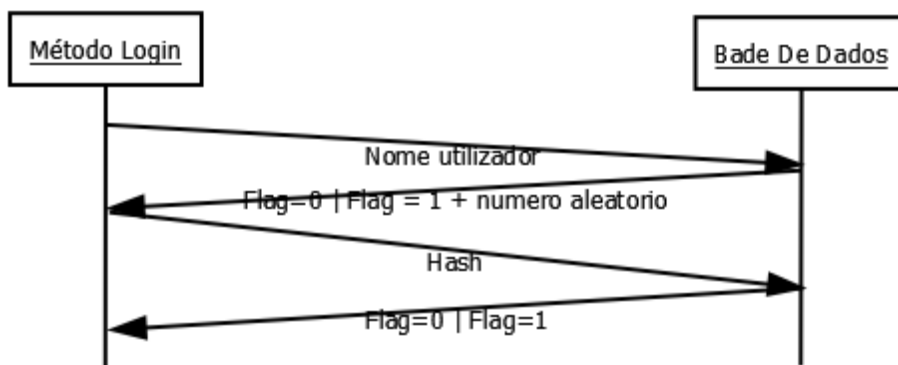 Método Login
Bade De Dados
Nome utilizador
Flag=0 | Flag = 1 + numero aleatorio
Hash
Flag=0 | Flag=1